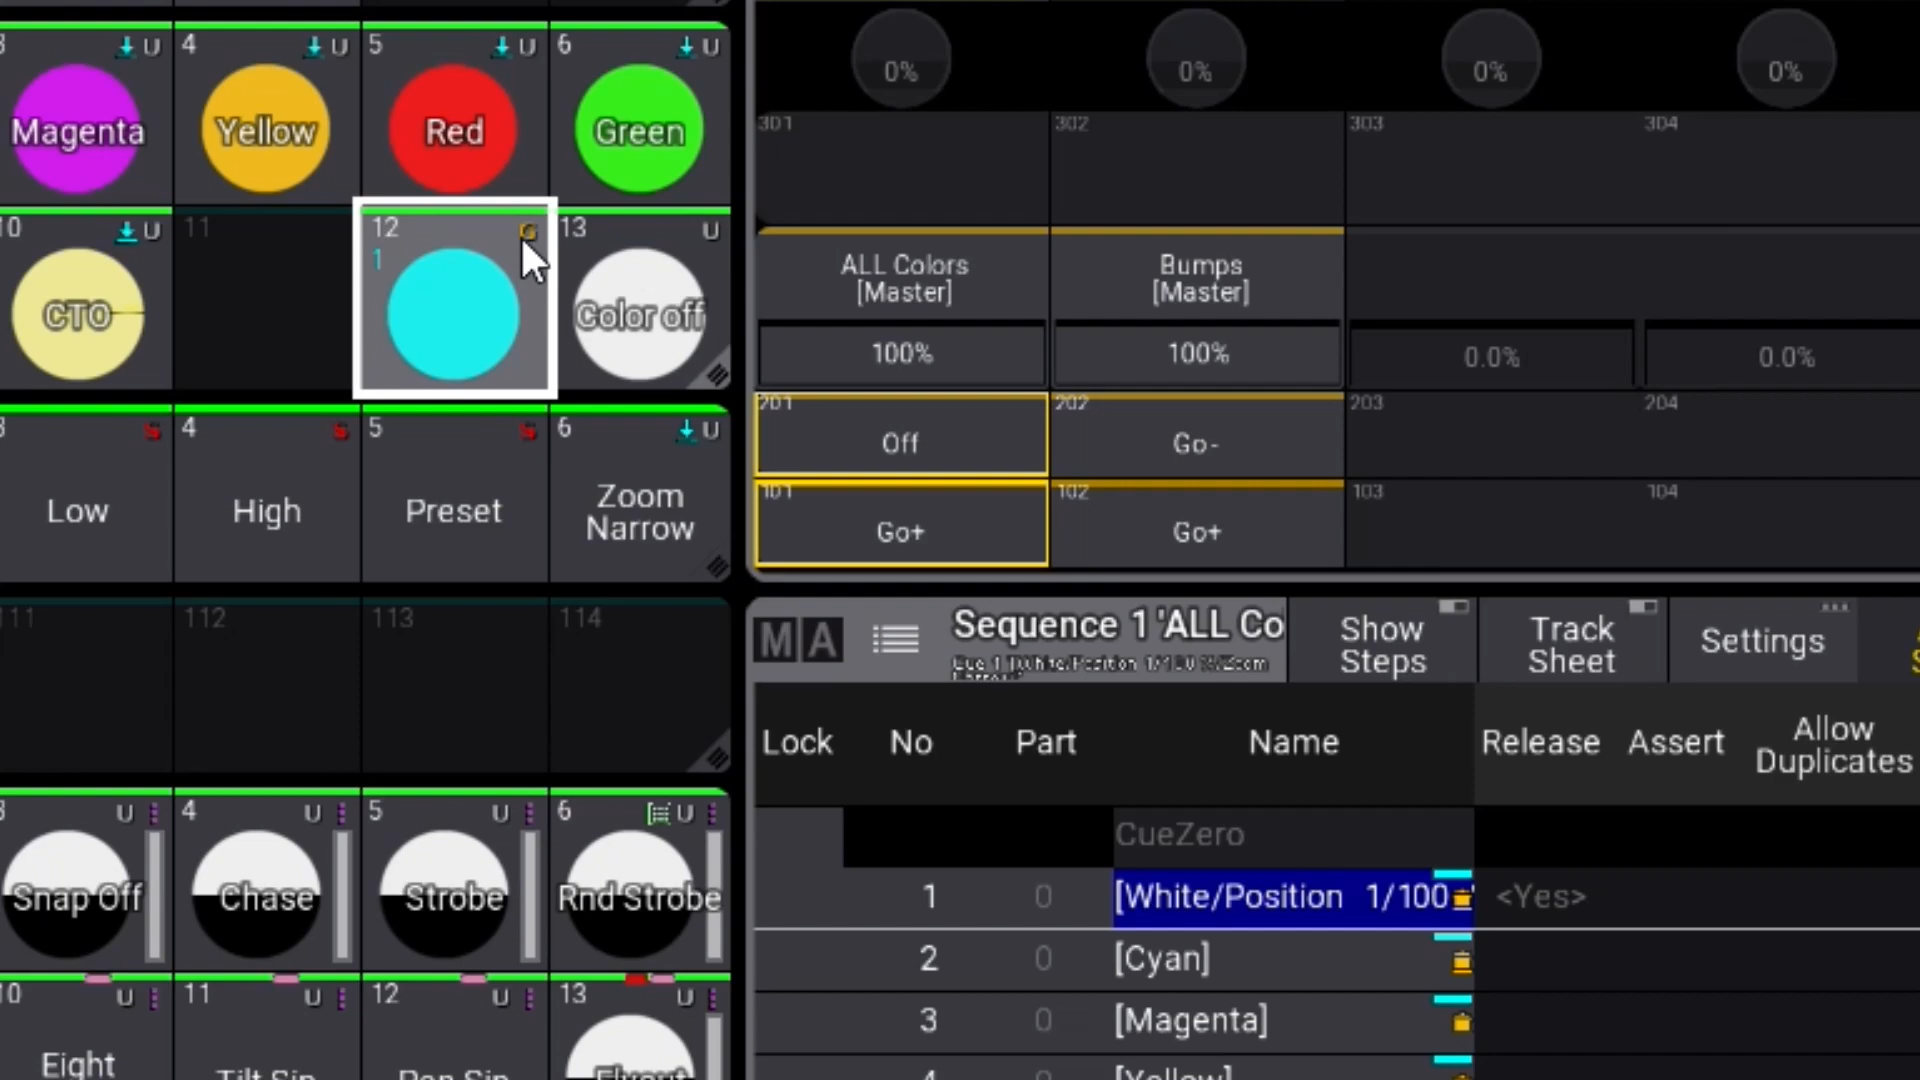 4 U
5 U
6 U
Magenta
Yellow
Red
Green
10 U
11
12 G
1
13 U
CTO
Color off
4 S
5 S
6 U
Low
High
Preset
Zoom
Narrow
112
113
114
U
4 U
5 U
6 U
Snap Off
Chase
Strobe
Rnd Strobe
10 U
11 U
12 U
13 U
Eight
0%
0%
0%
0%
301
302
303
304
ALL Colors
[Master]
Bumps
[Master]
100%
100%
0.0%
0.0%
201
202
203
204
Off
Go-
101
102
103
104
Go+
Go+
MA
Sequence 1 'ALL Co
Show
Steps
Track
Sheet
Settings
Lock No Part Name Release Assert Allow
Duplicates
CueZero
1 0 [White/Position 1/100 <Yes>
2 0 [Cyan]
3 0 [Magenta]
4 0 [Yellow]